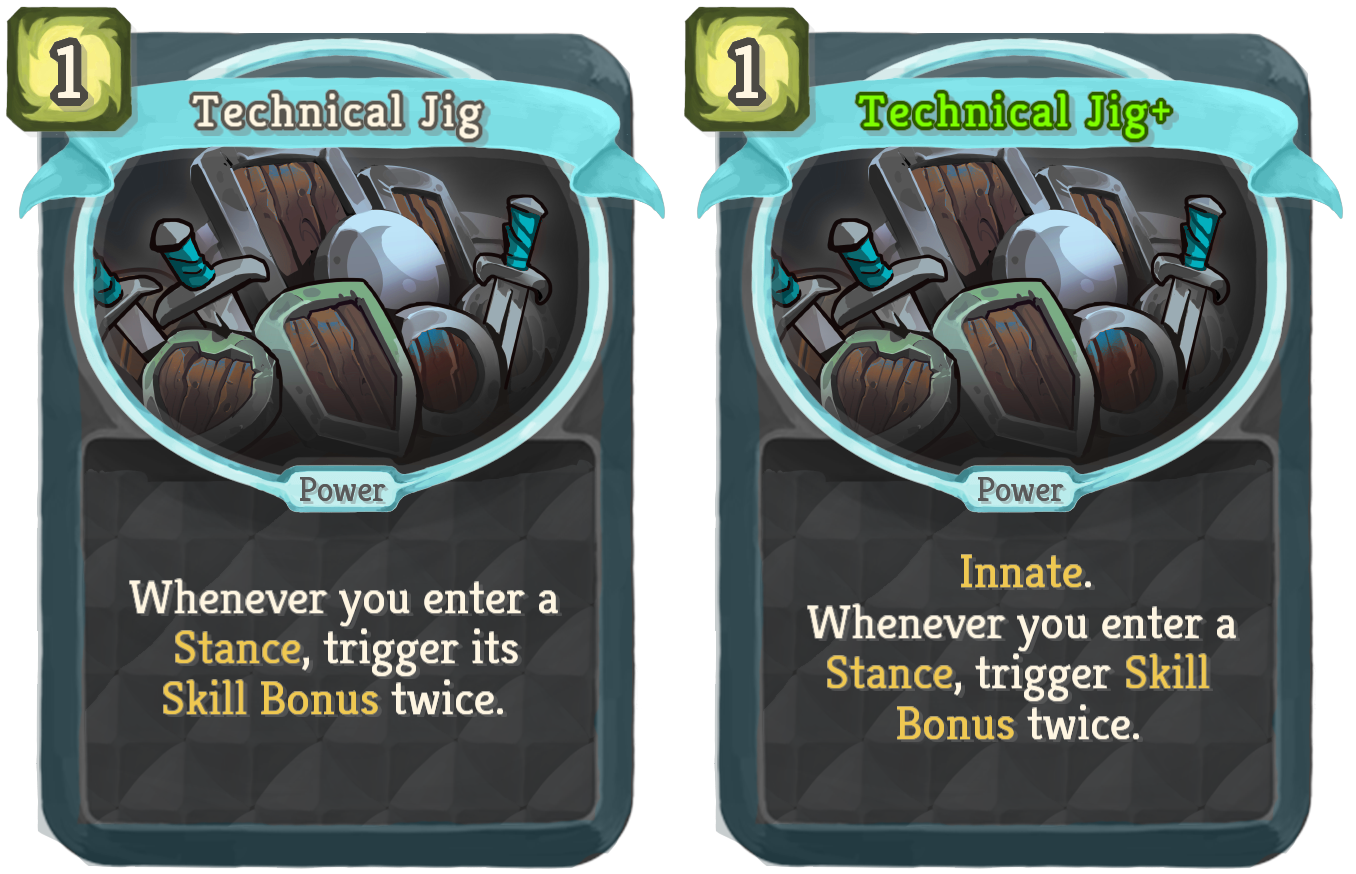 1
Technical Jig
Power
Whenever you enter a
Stance, trigger its
Skill Bonus twice.
1
Technical Jig+
Power
Innate.
Whenever you enter a
Stance, trigger Skill
Bonus twice.